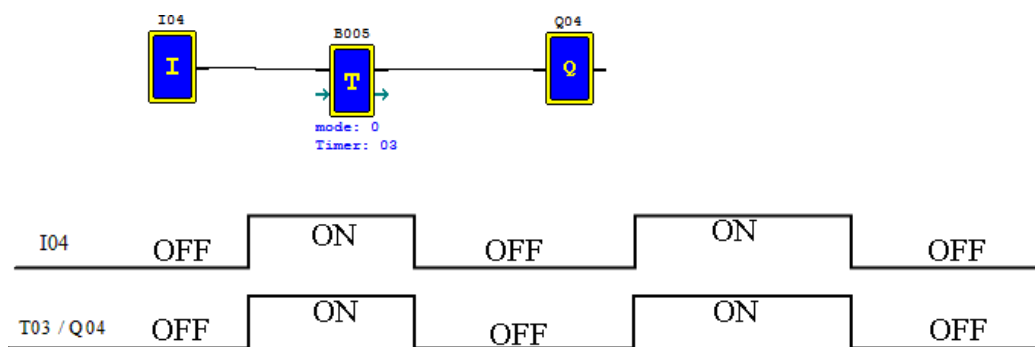 I04
B005
Q04
I
T
Q
mode: 0
Timer: 03
I04 OFF ON OFF ON OFF
T03 / Q04 OFF ON OFF ON OFF